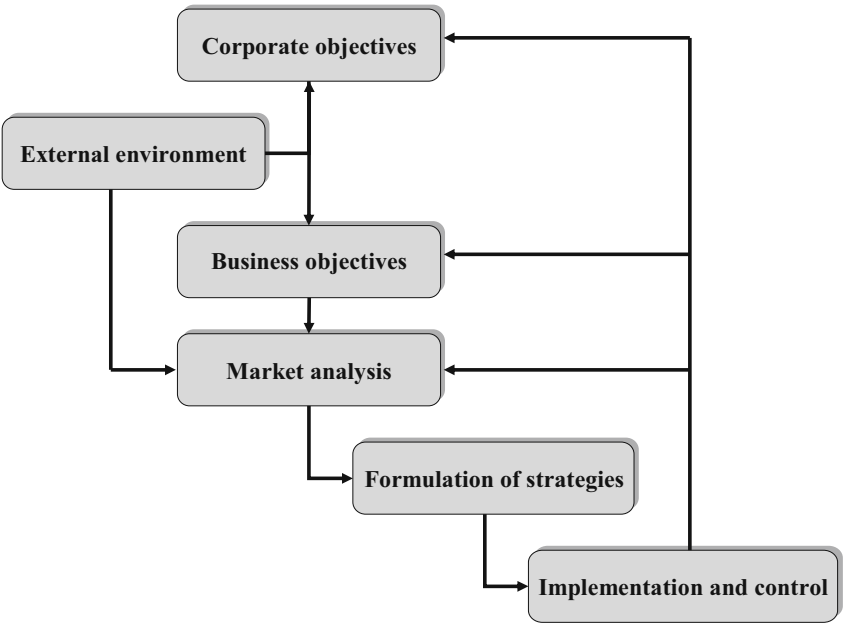 Corporate objectives
External environment
Business objectives
Market analysis
Formulation of strategies
Implementation and control